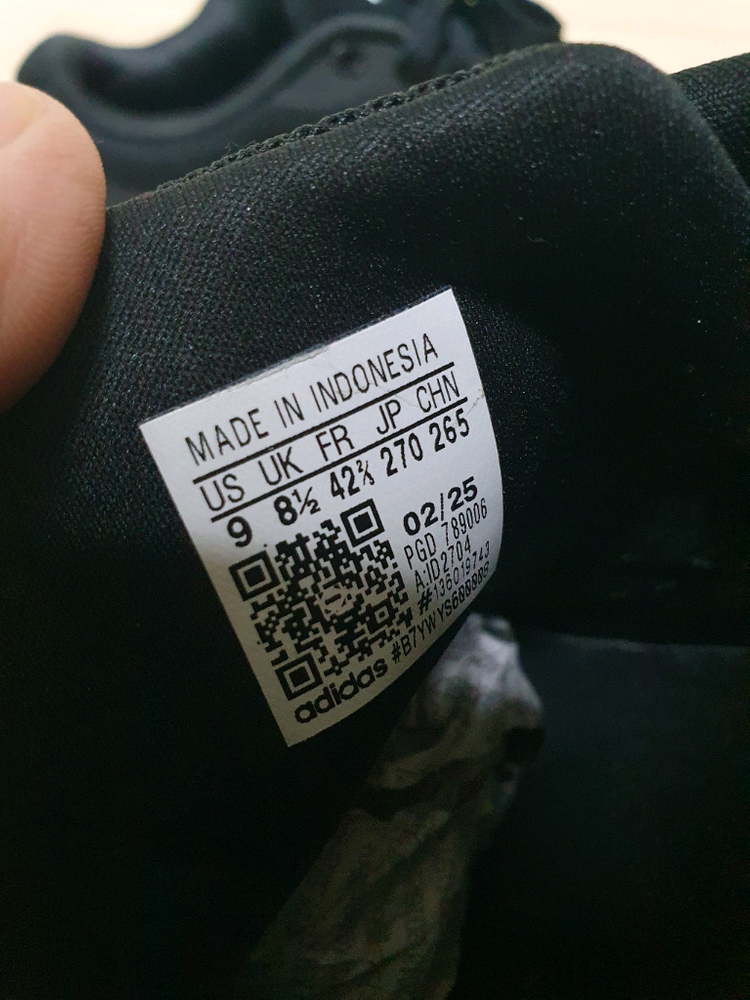 MADE IN INDONESIA
US UK FR JP CHN
9 8½ 42⅔ 270 265
02/25
PGD 789006
A:ID2704
#136019743
adidas